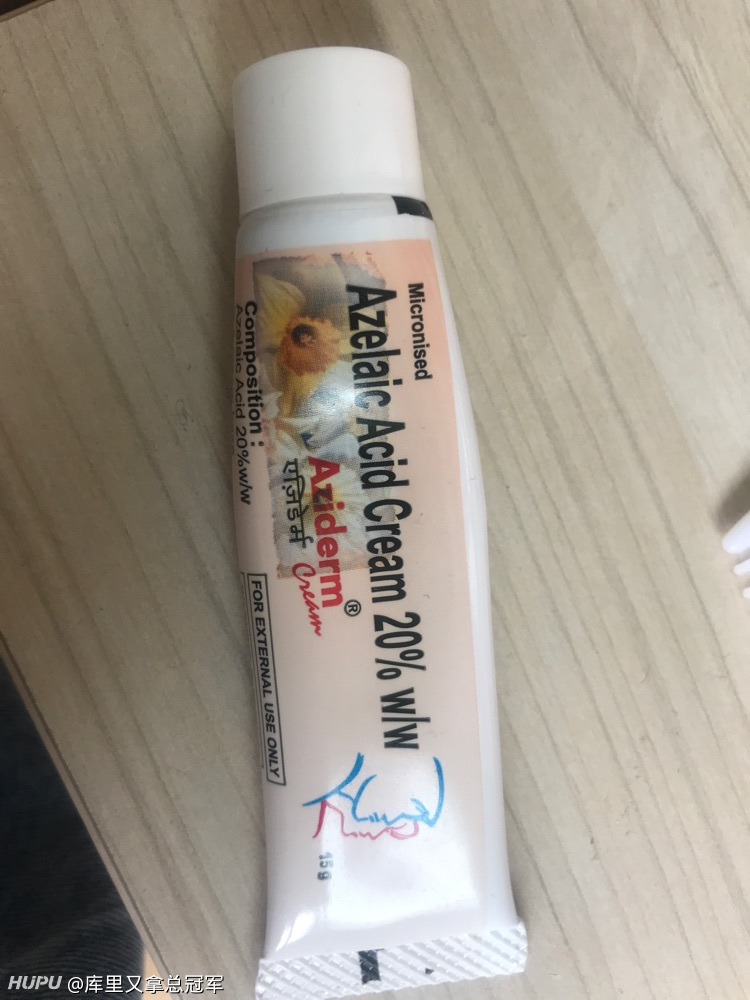 Micronised
Azelaic Acid Cream 20% w/w
Aziderm®
Cream
एज़िडर्म
Composition :
Azelaic Acid 20%w/w
FOR EXTERNAL USE ONLY
15 g
HUPU @库里又拿总冠军